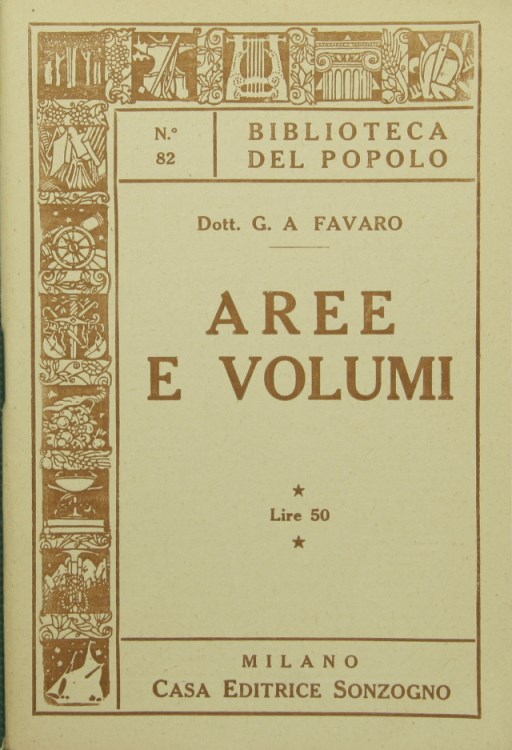 N.º
82
BIBLIOTECA
DEL POPOLO
Dott. G. A FAVARO
AREE
E VOLUMI
★
Lire 50
★
MILANO
CASA EDITRICE SONZOGNO